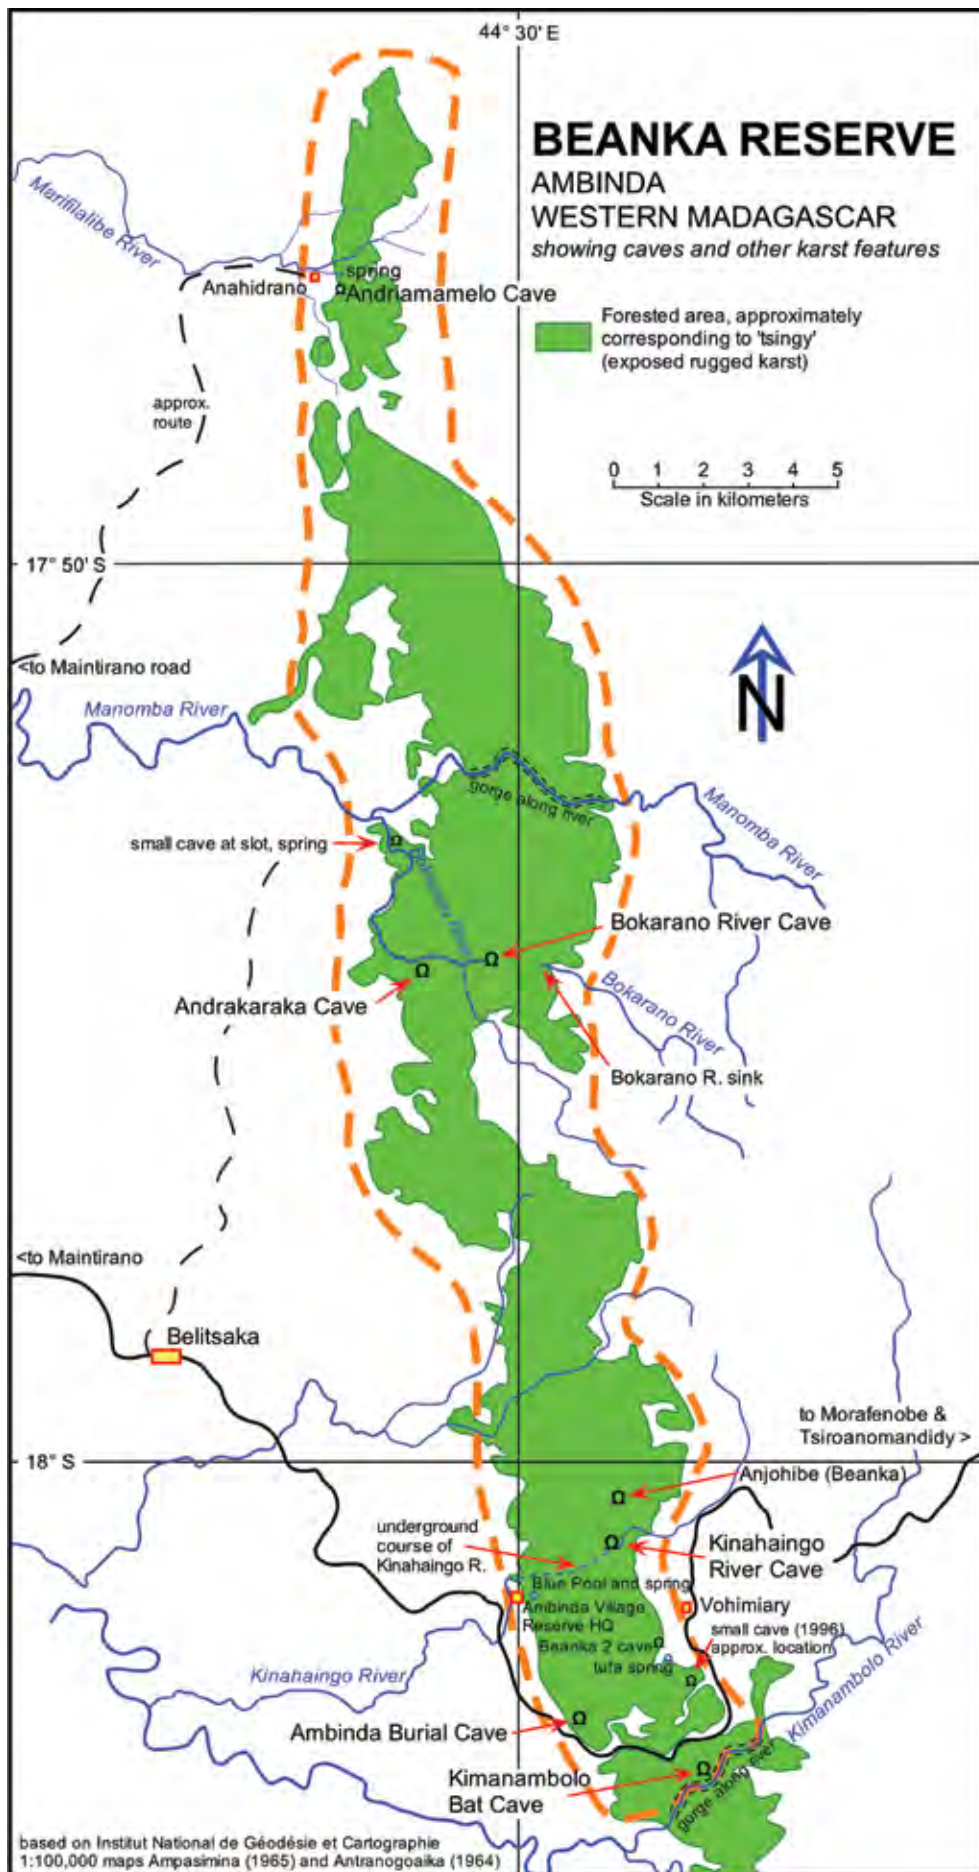 44° 30' E
BEANKA RESERVE
AMBINDA
WESTERN MADAGASCAR
showing caves and other karst features
Marifilalibe River
spring
Anahidrano
Andriamamelo Cave
Forested area, approximately
corresponding to 'tsingy'
(exposed rugged karst)
approx.
route
0 1 2 3 4 5
Scale in kilometers
17° 50' S
<to Maintirano road
N
Manomba River
gorge along river
Manomba River
small cave at slot, spring
Bokarano River
Bokarano River Cave
Andrakaraka Cave
Bokarano River
Bokarano R. sink
<to Maintirano
Belitsaka
to Morafenobe &
Tsiroanomandidy >
18° S
Anjohibe (Beanka)
underground
course of
Kinahaingo R.
Kinahaingo
River Cave
Blue Pool and spring
Ambinda Village
Reserve HQ
Vohimiary
small cave (1996)
approx. location
Beanka 2 cave
tufa spring
Kinahaingo River
Kimanambolo River
Ambinda Burial Cave
Kimanambolo
Bat Cave
gorge along river
based on Institut National de Géodésie et Cartographie
1:100,000 maps Ampasimina (1965) and Antranogoaika (1964)